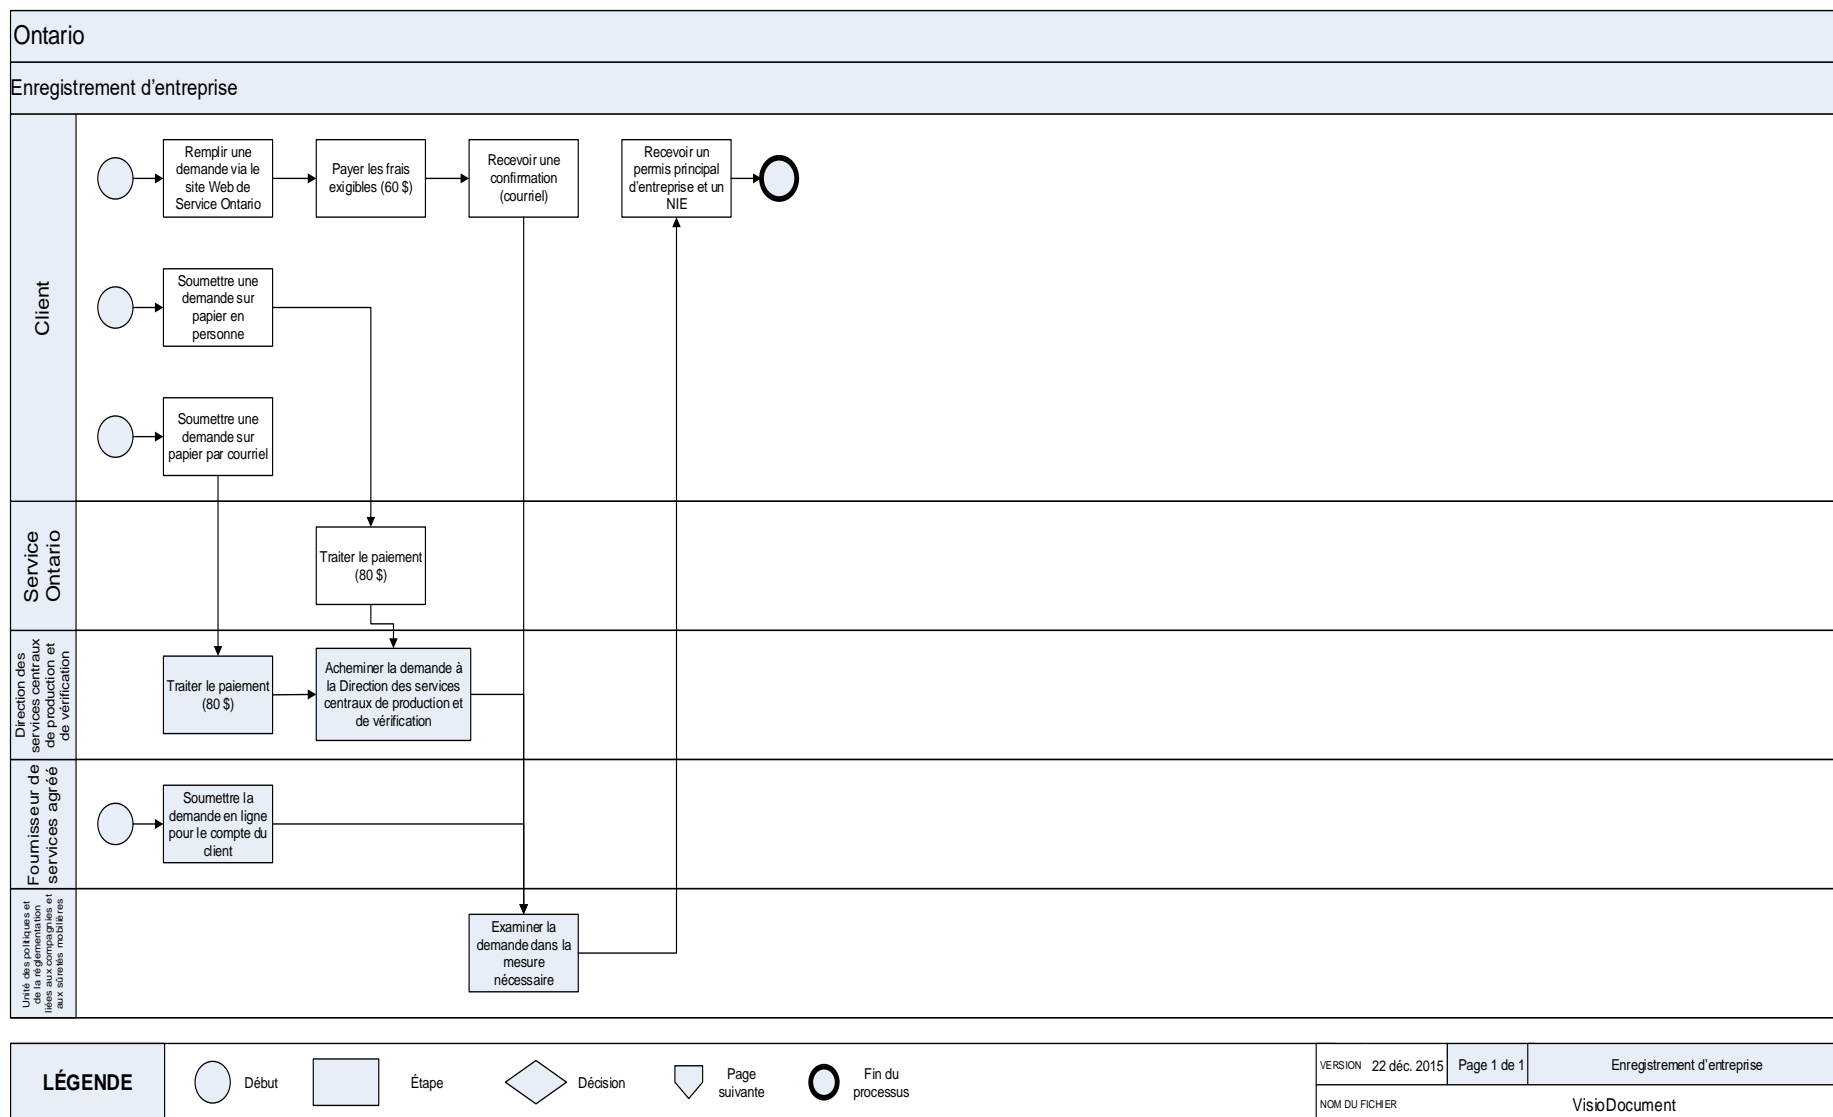 Ontario
Enregistrement d'entreprise
Client
Remplir une
demande via le
site Web de
Service Ontario
Payer les frais
exigibles (60 $)
Recevoir une
confirmation
(courriel)
Recevoir un
permis principal
d'entreprise et un
NIE
Soumettre une
demande sur
papier en
personne
Soumettre une
demande sur
papier par courriel
Service
Ontario
Traiter le paiement
(80 $)
Direction des
services centraux
de production et
de vérification
Traiter le paiement
(80 $)
Acheminer la demande à
la Direction des services
centraux de production et
de vérification
Fournisseur de
services agréé
Soumettre la
demande en ligne
pour le compte du
client
Unité des politiques et
de la réglementation
liées aux compagnies et
aux sûretés mobilières
Examiner la
demande dans la
mesure
nécessaire
LÉGENDE
Début
Étape
Décision
Page
suivante
Fin du
processus
VERSION 22 déc. 2015
Page 1 de 1
Enregistrement d'entreprise
NOM DU FICHIER
VisioDocument